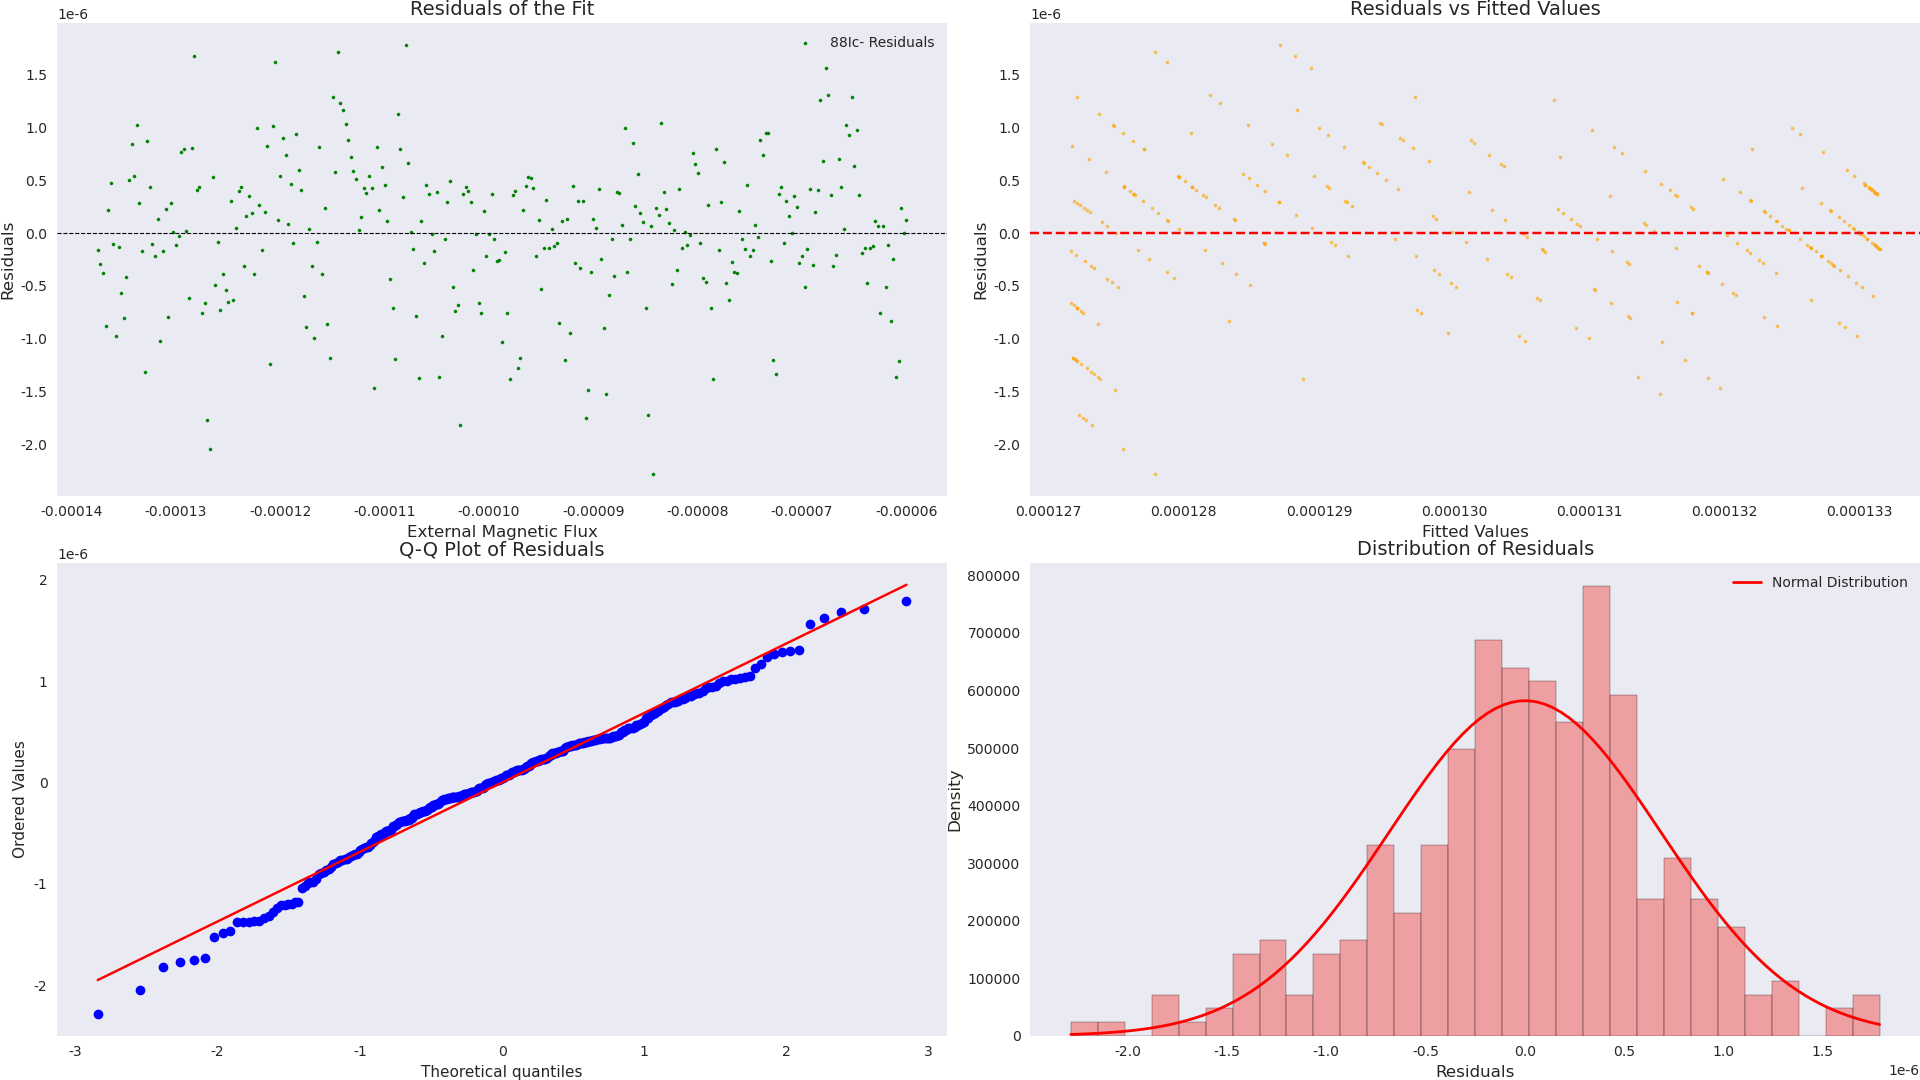 Residuals of the Fit
1e-6
88Ic- Residuals
1.5
1.0
0.5
0.0
-0.5
-1.0
-1.5
-2.0
Residuals
-0.00014 -0.00013 -0.00012 -0.00011 -0.00010 -0.00009 -0.00008 -0.00007 -0.00006
External Magnetic Flux
Residuals vs Fitted Values
1e-6
1.5
1.0
0.5
0.0
-0.5
-1.0
-1.5
-2.0
Residuals
0.000127 0.000128 0.000129 0.000130 0.000131 0.000132 0.000133
Fitted Values
Q-Q Plot of Residuals
1e-6
2
1
0
-1
-2
Ordered Values
-3 -2 -1 0 1 2 3
Theoretical quantiles
Distribution of Residuals
Normal Distribution
800000
700000
600000
500000
400000
300000
200000
100000
0
Density
-2.0 -1.5 -1.0 -0.5 0.0 0.5 1.0 1.5
1e-6
Residuals